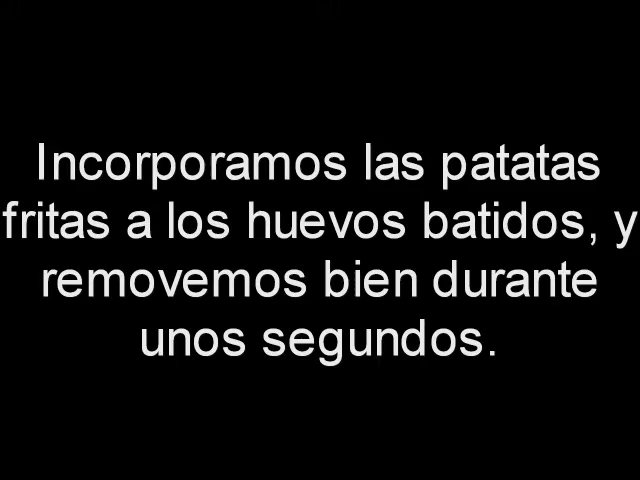 Incorporamos las patatas
fritas a los huevos batidos, y
removemos bien durante
unos segundos.